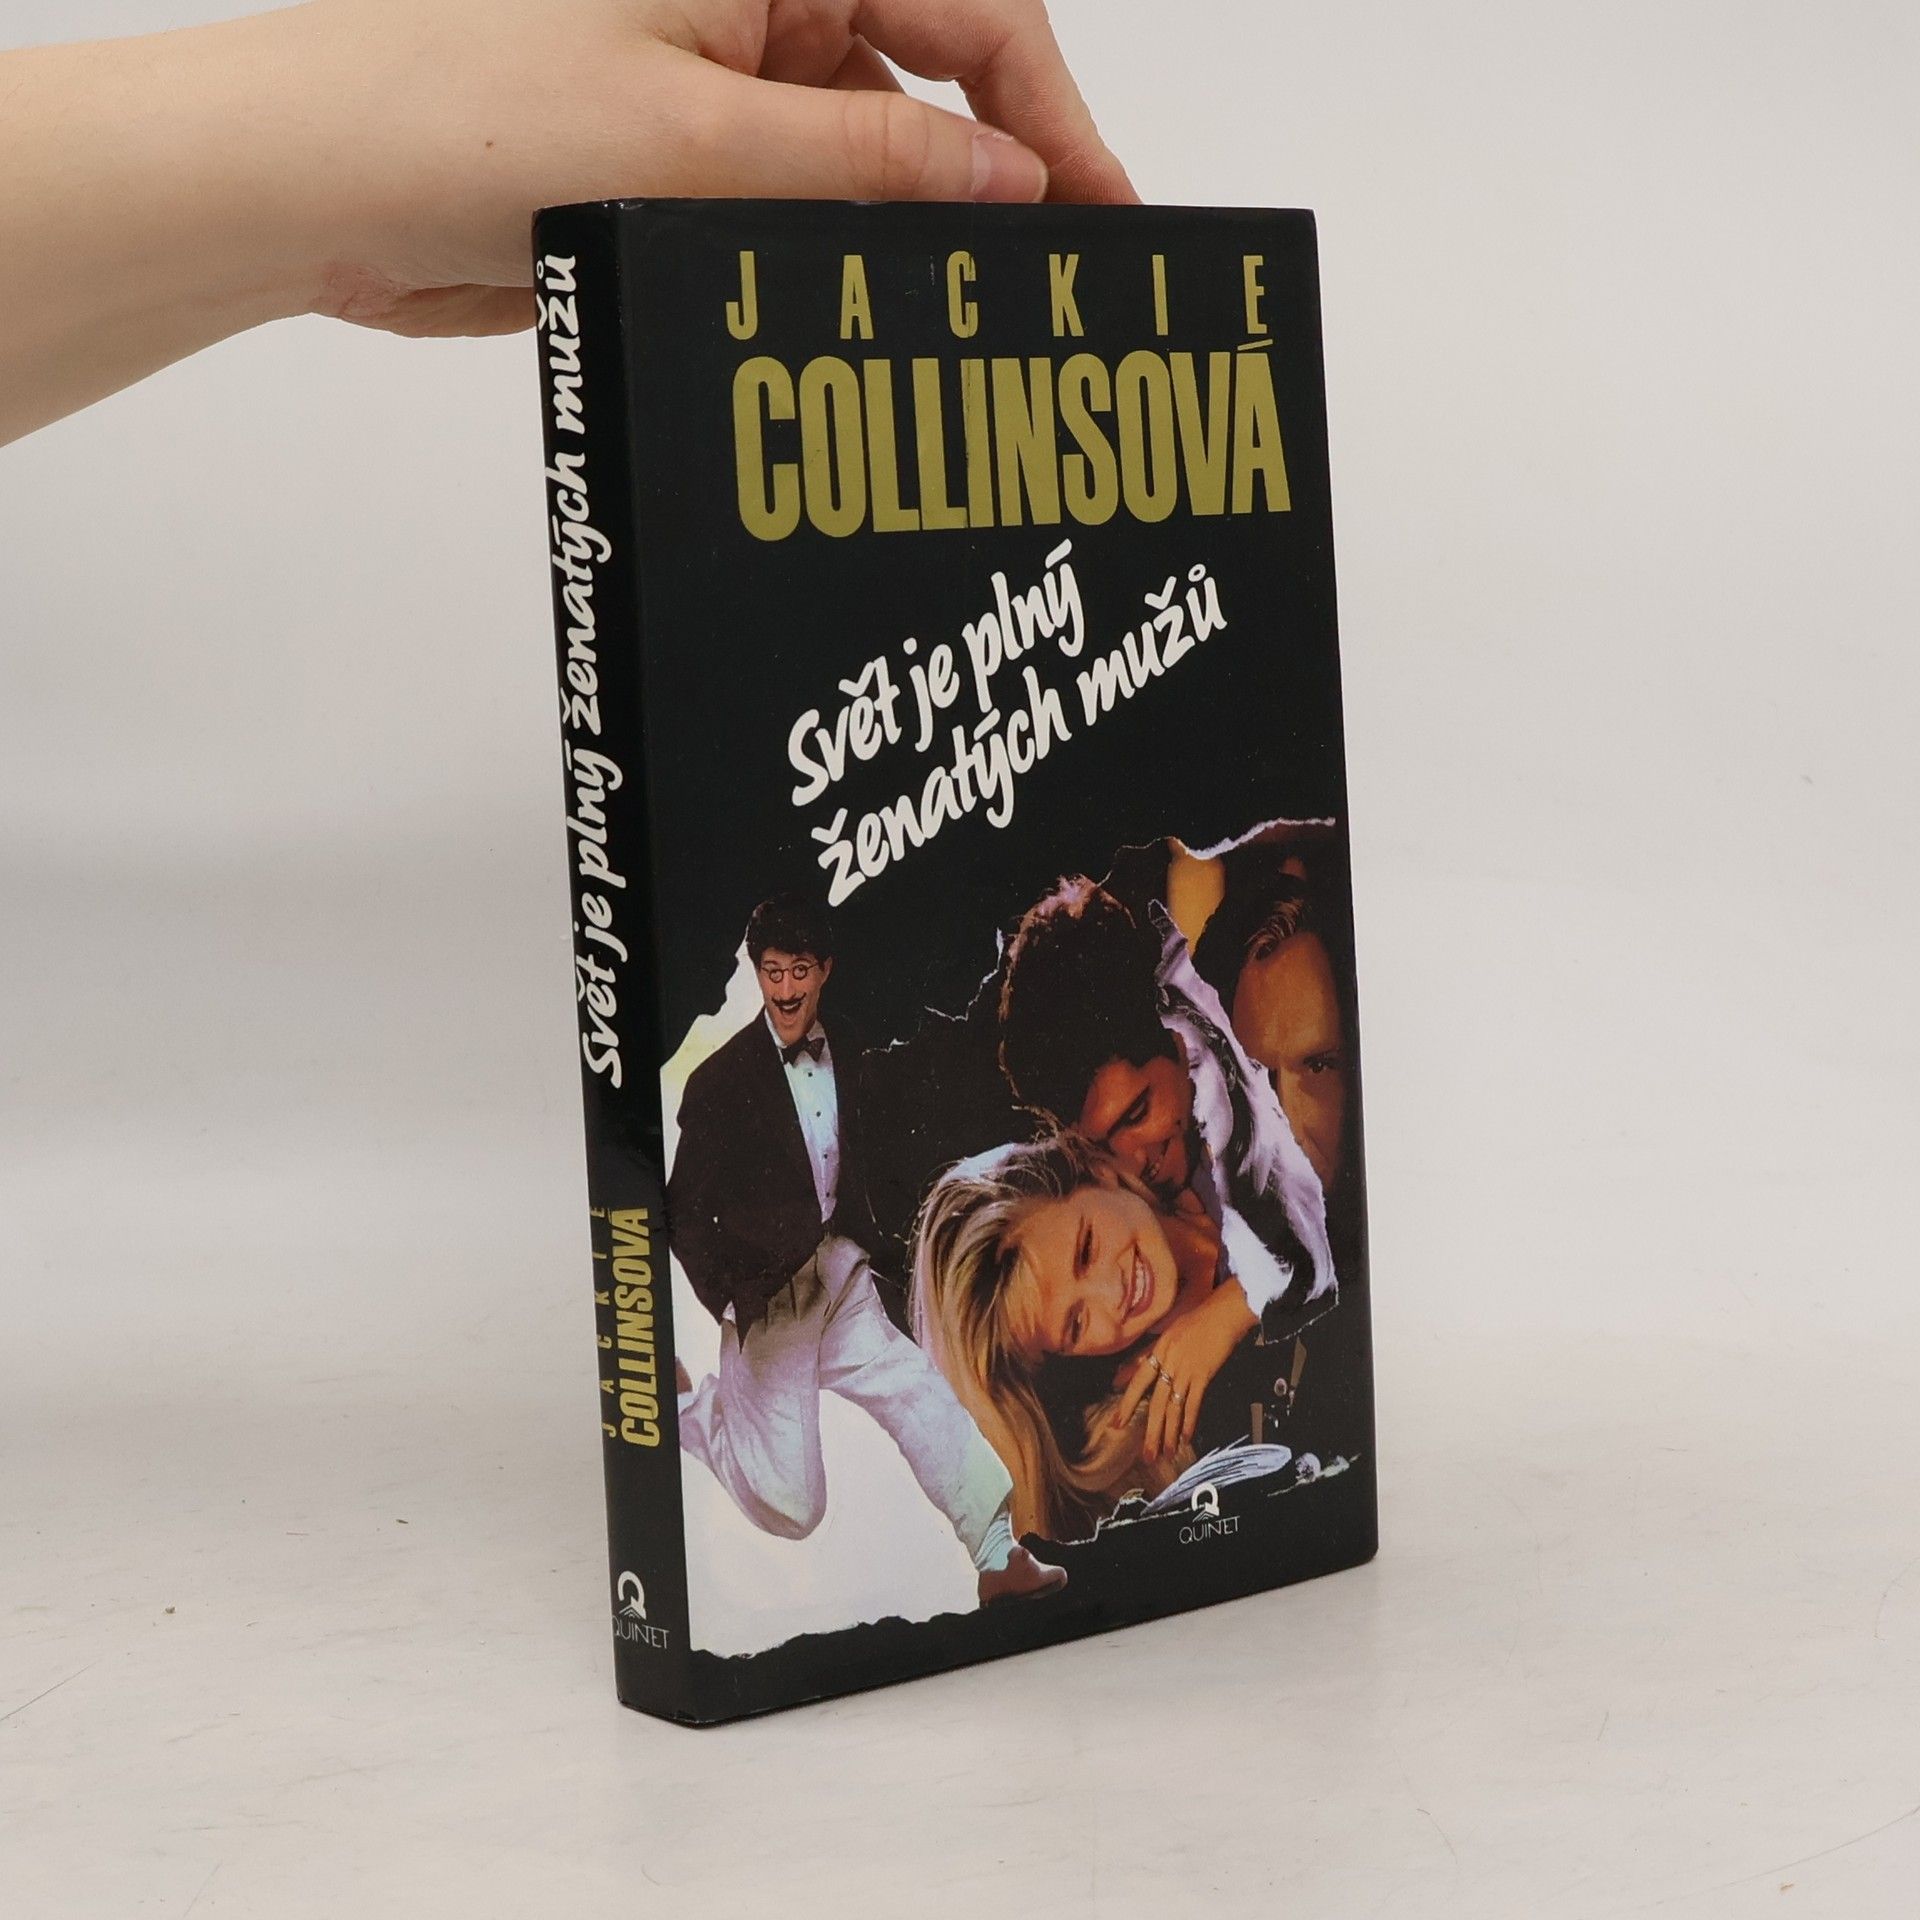 Svět je plný ženatých mužů
JACKIE
COLLINSOVÁ
QUINTET
JACKIE
COLLINSOVÁ
Svět je plný
ženatých mužů
QUINTET